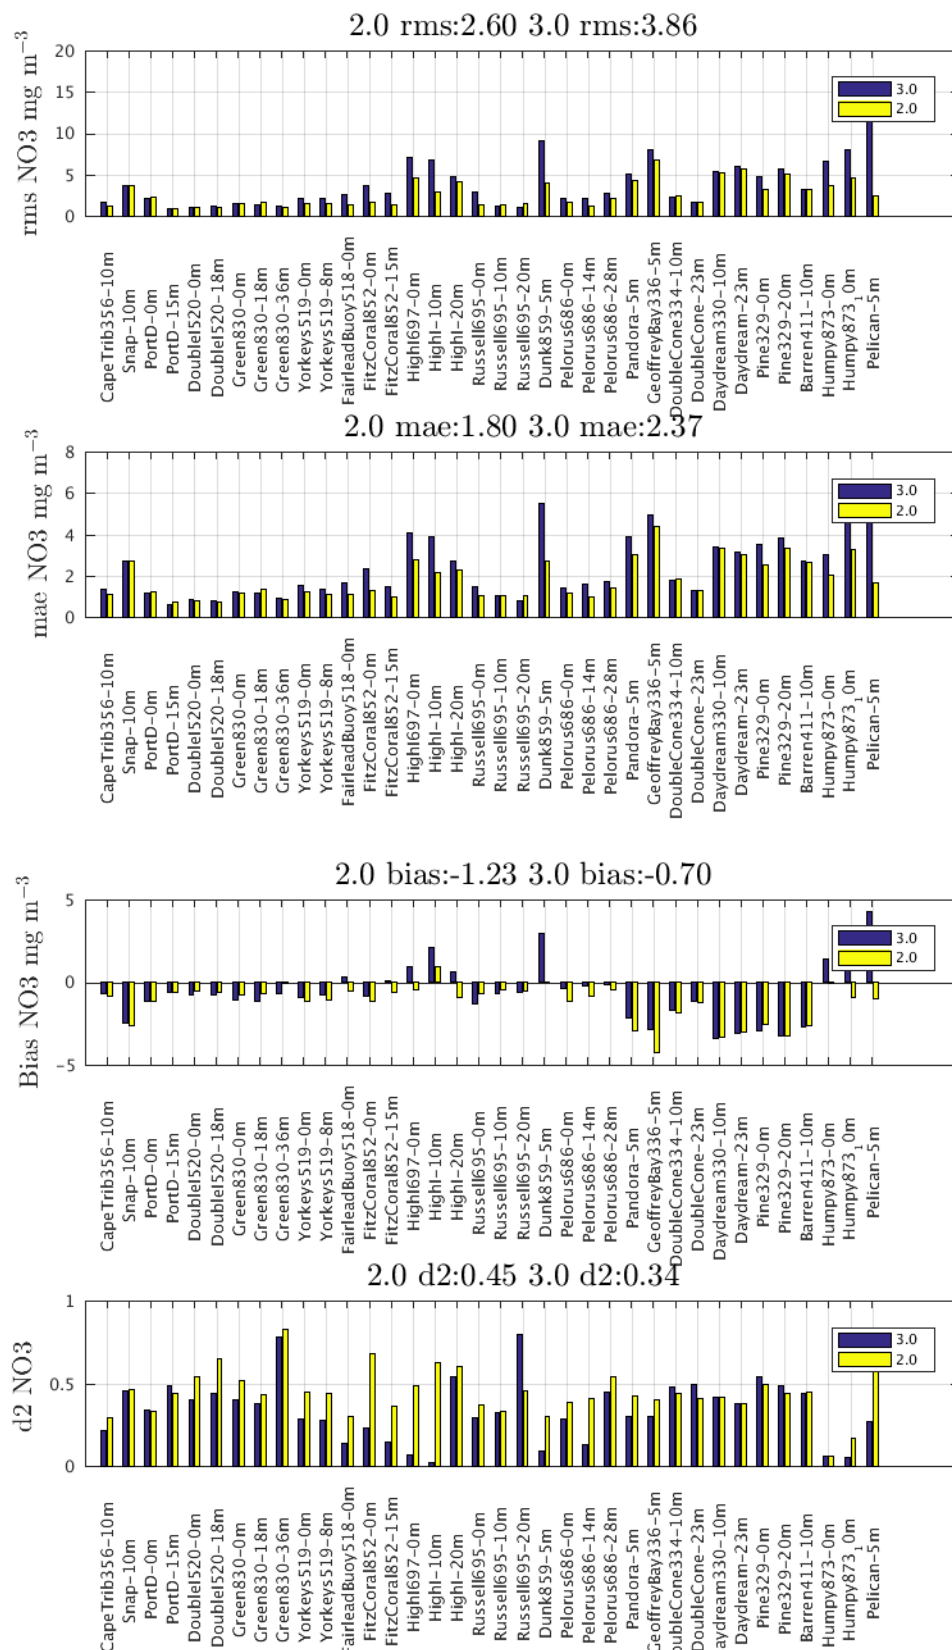 2.0 rms:2.60 3.0 rms:3.86
rms NO3 mg m−3
20
15
10
5
0
3.0
2.0
CapeTrib356-10m
Snap-10m
PortD-0m
PortD-15m
DoubleI520-0m
DoubleI520-18m
Green830-0m
Green830-18m
Green830-36m
Yorkeys519-0m
Yorkeys519-8m
FairleadBuoy518-0m
FitzCoral852-0m
FitzCoral852-15m
HighI697-0m
HighI-10m
HighI-20m
Russell695-0m
Russell695-10m
Russell695-20m
Dunk859-5m
Pelorus686-0m
Pelorus686-14m
Pelorus686-28m
Pandora-5m
GeoffreyBay336-5m
DoubleCone334-10m
DoubleCone-23m
Daydream330-10m
Daydream-23m
Pine329-0m
Pine329-20m
Barren411-10m
Humpy873-0m
Humpy873₁0m
Pelican-5m
2.0 mae:1.80 3.0 mae:2.37
mae NO3 mg m−3
8
6
4
2
0
3.0
2.0
CapeTrib356-10m
Snap-10m
PortD-0m
PortD-15m
DoubleI520-0m
DoubleI520-18m
Green830-0m
Green830-18m
Green830-36m
Yorkeys519-0m
Yorkeys519-8m
FairleadBuoy518-0m
FitzCoral852-0m
FitzCoral852-15m
HighI697-0m
HighI-10m
HighI-20m
Russell695-0m
Russell695-10m
Russell695-20m
Dunk859-5m
Pelorus686-0m
Pelorus686-14m
Pelorus686-28m
Pandora-5m
GeoffreyBay336-5m
DoubleCone334-10m
DoubleCone-23m
Daydream330-10m
Daydream-23m
Pine329-0m
Pine329-20m
Barren411-10m
Humpy873-0m
Humpy873₁0m
Pelican-5m
2.0 bias:-1.23 3.0 bias:-0.70
Bias NO3 mg m−3
5
0
−5
3.0
2.0
CapeTrib356-10m
Snap-10m
PortD-0m
PortD-15m
DoubleI520-0m
DoubleI520-18m
Green830-0m
Green830-18m
Green830-36m
Yorkeys519-0m
Yorkeys519-8m
FairleadBuoy518-0m
FitzCoral852-0m
FitzCoral852-15m
HighI697-0m
HighI-10m
HighI-20m
Russell695-0m
Russell695-10m
Russell695-20m
Dunk859-5m
Pelorus686-0m
Pelorus686-14m
Pelorus686-28m
Pandora-5m
GeoffreyBay336-5m
DoubleCone334-10m
DoubleCone-23m
Daydream330-10m
Daydream-23m
Pine329-0m
Pine329-20m
Barren411-10m
Humpy873-0m
Humpy873₁0m
Pelican-5m
2.0 d2:0.45 3.0 d2:0.34
d2 NO3
1
0.5
0
3.0
2.0
CapeTrib356-10m
Snap-10m
PortD-0m
PortD-15m
DoubleI520-0m
DoubleI520-18m
Green830-0m
Green830-18m
Green830-36m
Yorkeys519-0m
Yorkeys519-8m
FairleadBuoy518-0m
FitzCoral852-0m
FitzCoral852-15m
HighI697-0m
HighI-10m
HighI-20m
Russell695-0m
Russell695-10m
Russell695-20m
Dunk859-5m
Pelorus686-0m
Pelorus686-14m
Pelorus686-28m
Pandora-5m
GeoffreyBay336-5m
oubleCone334-10m
DoubleCone-23m
aydream330-10m
Daydream-23m
Pine329-0m
Pine329-20m
Barren411-10m
Humpy873-0m
Humpy873₁0m
Pelican-5m